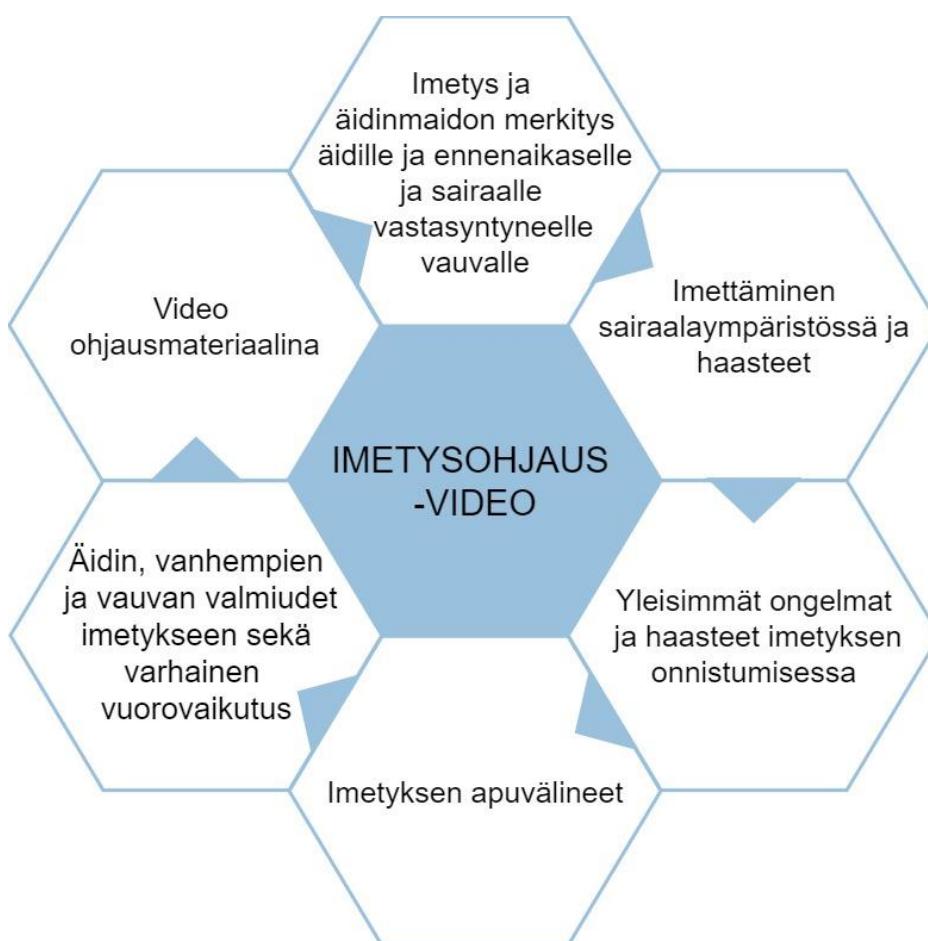 Imetys ja
äidinmaidon merkitys
äidille ja ennenaikaselle
ja sairaalle
vastasyntyneelle
vauvalle
Imettäminen
sairaalaympäristössä ja
haasteet
Yleisimmät ongelmat
ja haasteet imetyksen
onnistumisessa
Imetyksen apuvälineet
Äidin, vanhempien
ja vauvan valmiudet
imetykseen sekä
varhainen
vuorovaikutus
Video
ohjausmateriaalina
IMETYSOHJAUS
-VIDEO